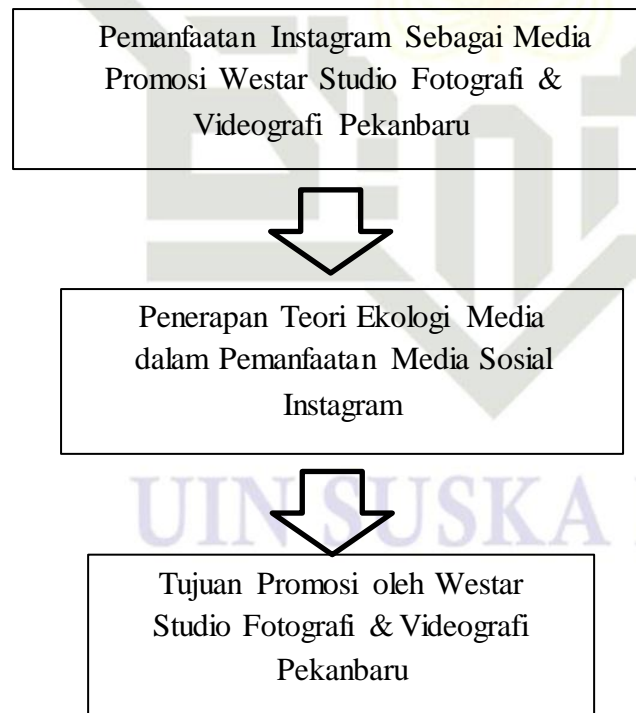 Pemanfaatan Instagram Sebagai Media
Promosi Westar Studio Fotografi &
Videografi Pekanbaru
Penerapan Teori Ekologi Media
dalam Pemanfaatan Media Sosial
Instagram
UIN SUSKA
Tujuan Promosi oleh Westar
Studio Fotografi & Videografi
Pekanbaru